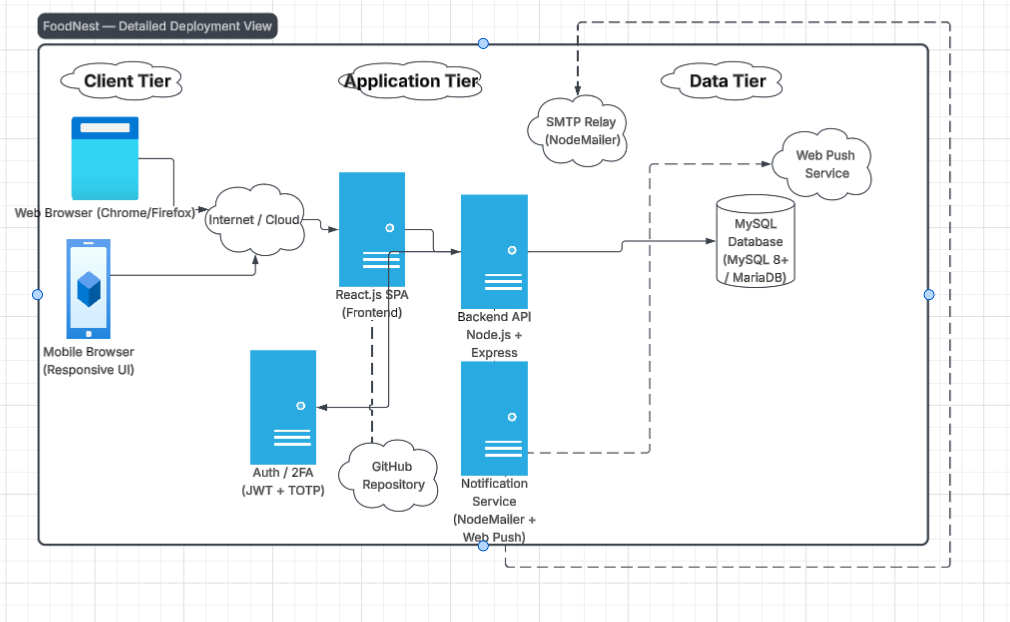 FoodNest — Detailed Deployment View
Client Tier
Application Tier
Data Tier
SMTP Relay
(NodeMailer)
Web Push
Service
Web Browser (Chrome/Firefox)
Internet / Cloud
MySQL
Database
(MySQL 8+
/ MariaDB)
React.js SPA
(Frontend)
Backend API
Node.js +
Express
Mobile Browser
(Responsive UI)
Auth / 2FA
(JWT + TOTP)
GitHub
Repository
Notification
Service
(NodeMailer +
Web Push)